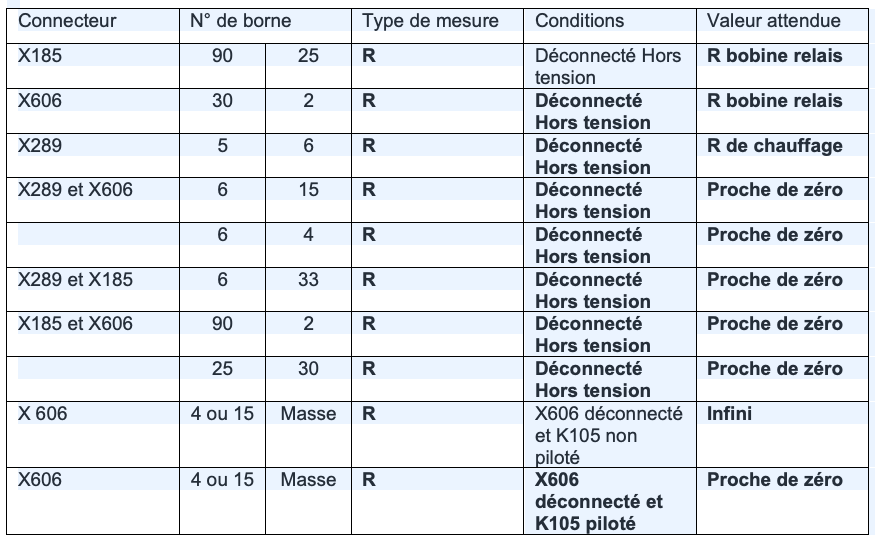 Connecteur N° de borne Type de mesure Conditions Valeur attendue
X185 90 25 R Déconnecté Hors R bobine relais
tension
X606 30 2 R Déconnecté R bobine relais
Hors tension
X289 5 6 R Déconnecté R de chauffage
Hors tension
X289 et X606 6 15 R Déconnecté Proche de zéro
Hors tension
6 4 R Déconnecté Proche de zéro
Hors tension
X289 et X185 6 33 R Déconnecté Proche de zéro
Hors tension
X185 et X606 90 2 R Déconnecté Proche de zéro
Hors tension
25 30 R Déconnecté Proche de zéro
Hors tension
X 606 4 ou 15 Masse R X606 déconnecté Infini
et K105 non
piloté
X606 4 ou 15 Masse R X606 Proche de zéro
déconnecté et
K105 piloté